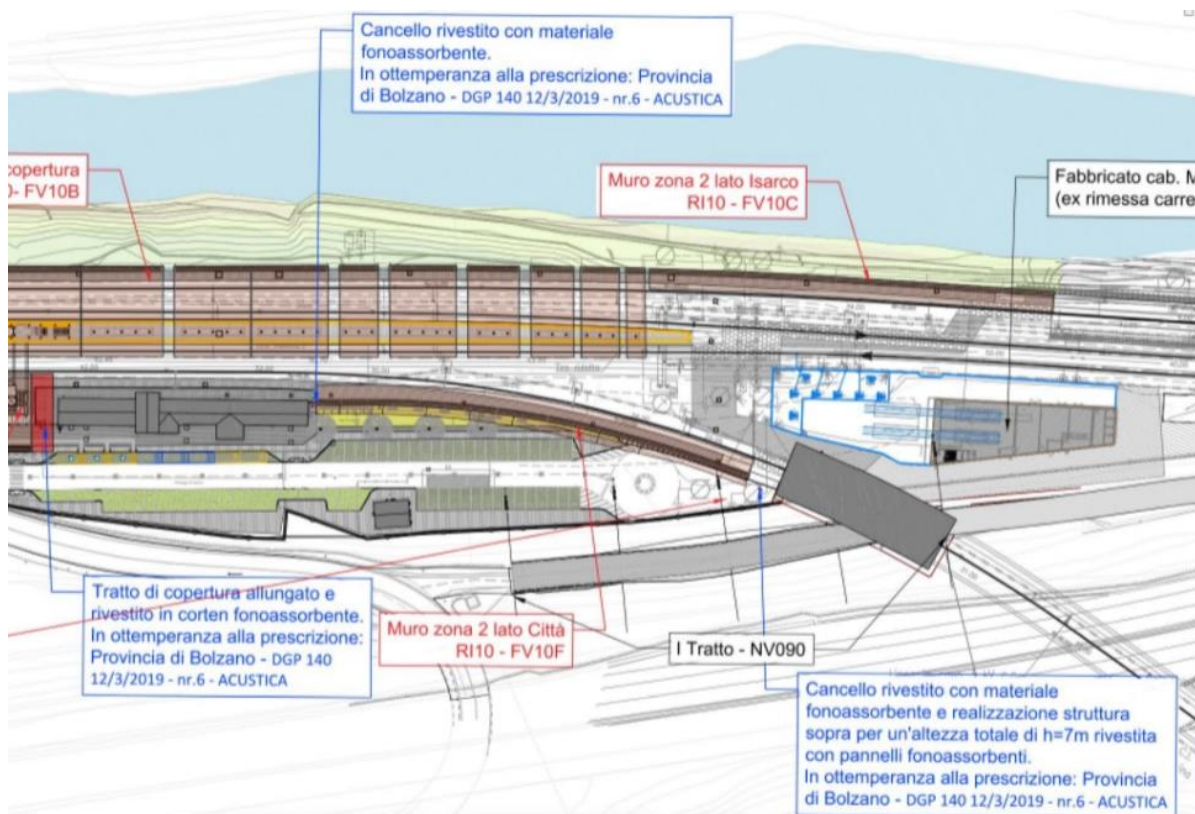 Cancello rivestito con materiale
fonoassorbente.
In ottemperanza alla prescrizione: Provincia
di Bolzano - DGP 140 12/3/2019 - nr.6 - ACUSTICA
copertura
- FV10B
Muro zona 2 lato Isarco
RI10 - FV10C
Fabbricato cab. M
(ex rimessa carre
Tratto di copertura allungato e
rivestito in corten fonoassorbente.
In ottemperanza alla prescrizione:
Provincia di Bolzano - DGP 140
12/3/2019 - nr.6 - ACUSTICA
Muro zona 2 lato Città
RI10 - FV10F
I Tratto - NV090
Cancello rivestito con materiale
fonoassorbente e realizzazione struttura
sopra per un'altezza totale di h=7m rivestita
con pannelli fonoassorbenti.
In ottemperanza alla prescrizione: Provincia
di Bolzano - DGP 140 12/3/2019 - nr.6 - ACUSTICA